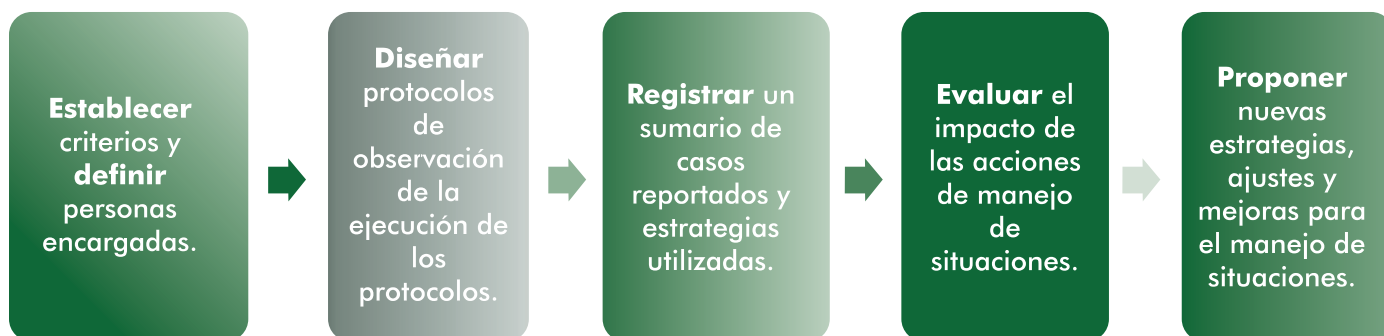 Establecer
criterios y
definir
personas
encargadas.
Diseñar
protocolos
de
observación
de la
ejecución de
los
protocolos.
Registrar un
sumario de
casos
reportados y
estrategias
utilizadas.
Evaluar el
impacto de
las acciones
de manejo
de
situaciones.
Proponer
nuevas
estrategias,
ajustes y
mejoras para
el manejo de
situaciones.